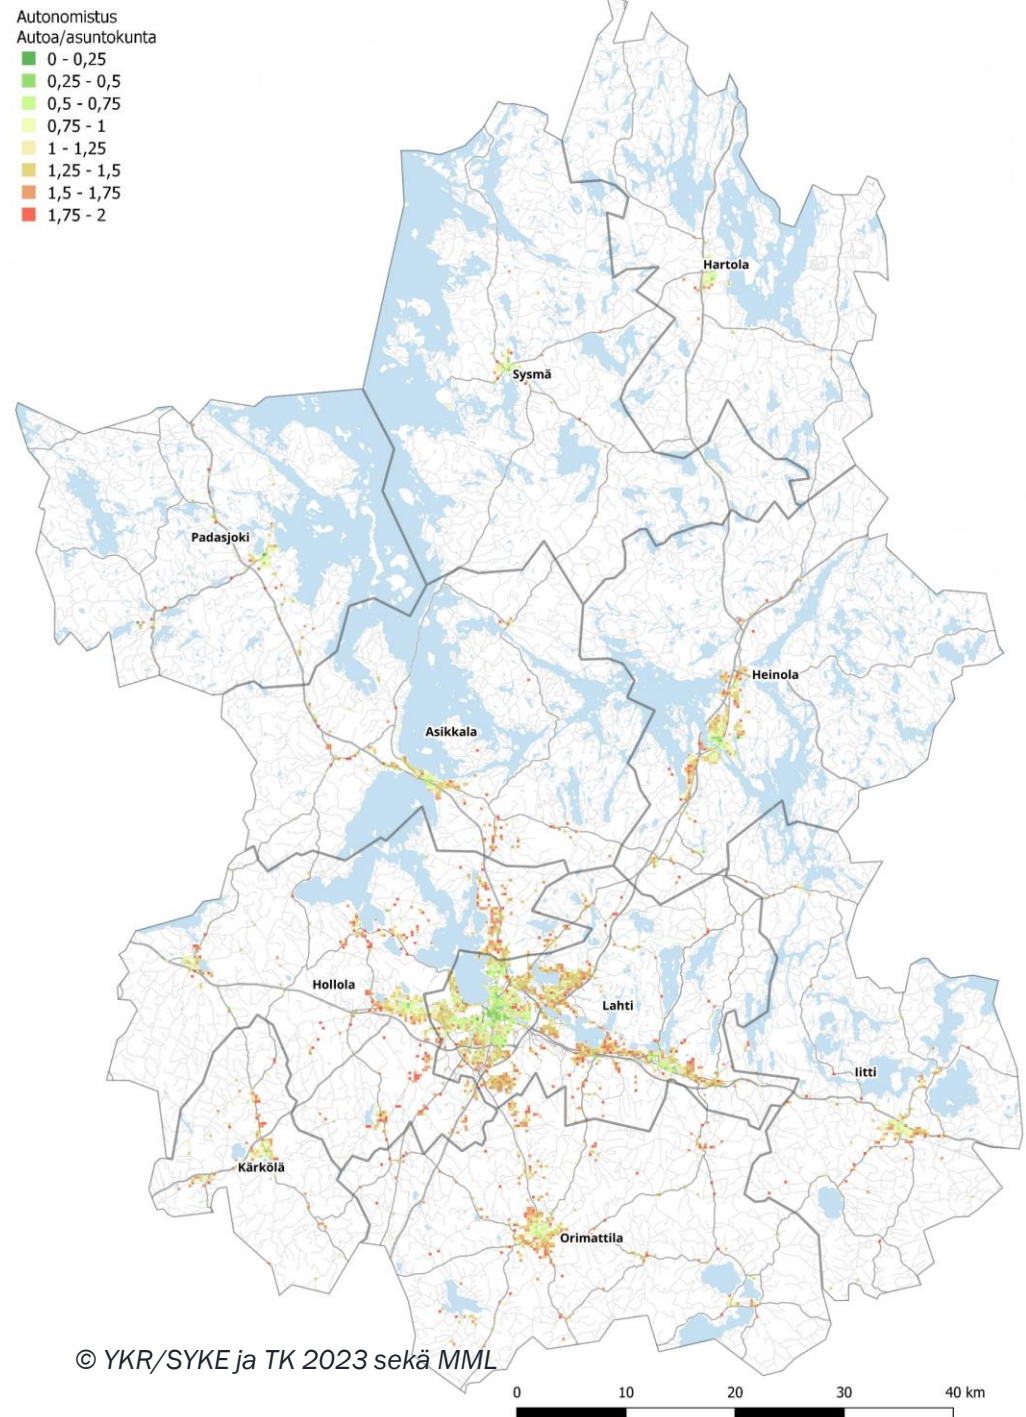 Autonomistus
Autoa/asuntokunta
0 - 0,25
0,25 - 0,5
0,5 - 0,75
0,75 - 1
1 - 1,25
1,25 - 1,5
1,5 - 1,75
1,75 - 2
Hartola
Sysmä
Padasjoki
Heinola
Asikkala
Hollola
Lahti
Iitti
Kärkölä
Orimattila
© YKR/SYKE ja TK 2023 sekä MML
0 10 20 30 40 km